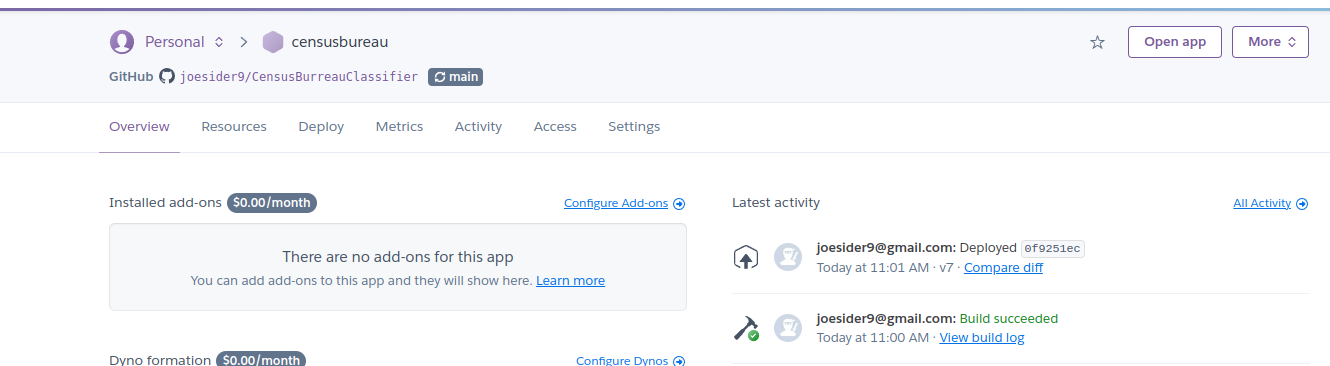 Personal censusbureau Open app More
GitHub joesider9/CensusBurreauClassifier main
Overview Resources Deploy Metrics Activity Access Settings
Installed add-ons $0.00/month Configure Add-ons
There are no add-ons for this app
You can add add-ons to this app and they will show here. Learn more
Dyno formation $0.00/month Configure Dynos
Latest activity All Activity
joesider9@gmail.com: Deployed 0f9251ec
Today at 11:01 AM · v7 · Compare diff
joesider9@gmail.com: Build succeeded
Today at 11:00 AM · View build log